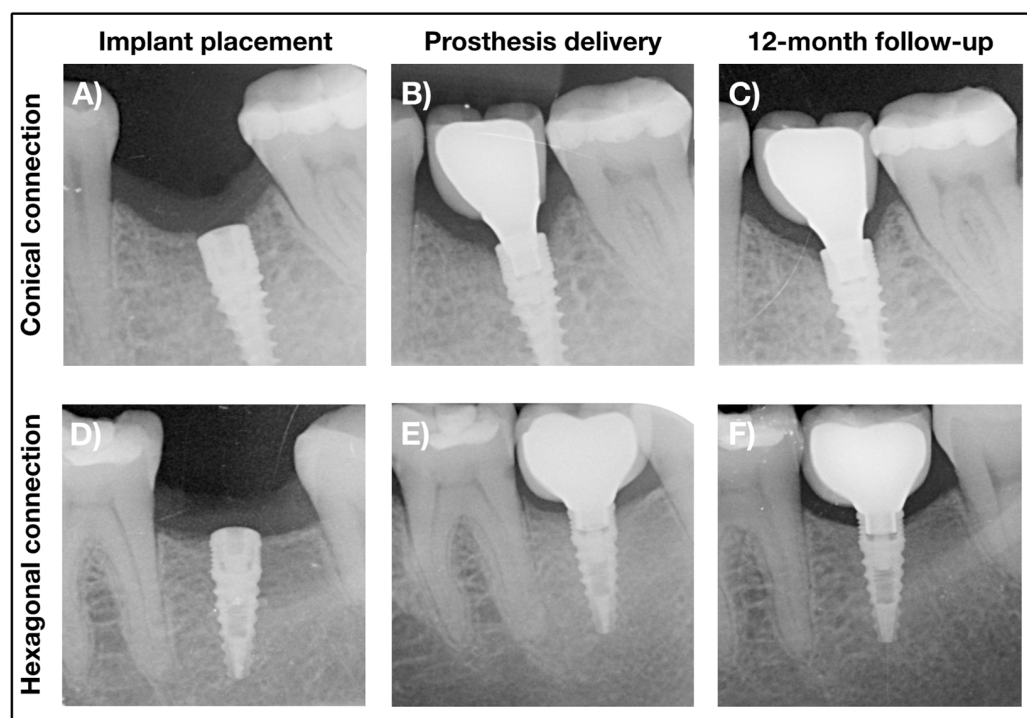 Implant placement
Prosthesis delivery
12-month follow-up
Conical connection
A)
B)
C)
Hexagonal connection
D)
E)
F)